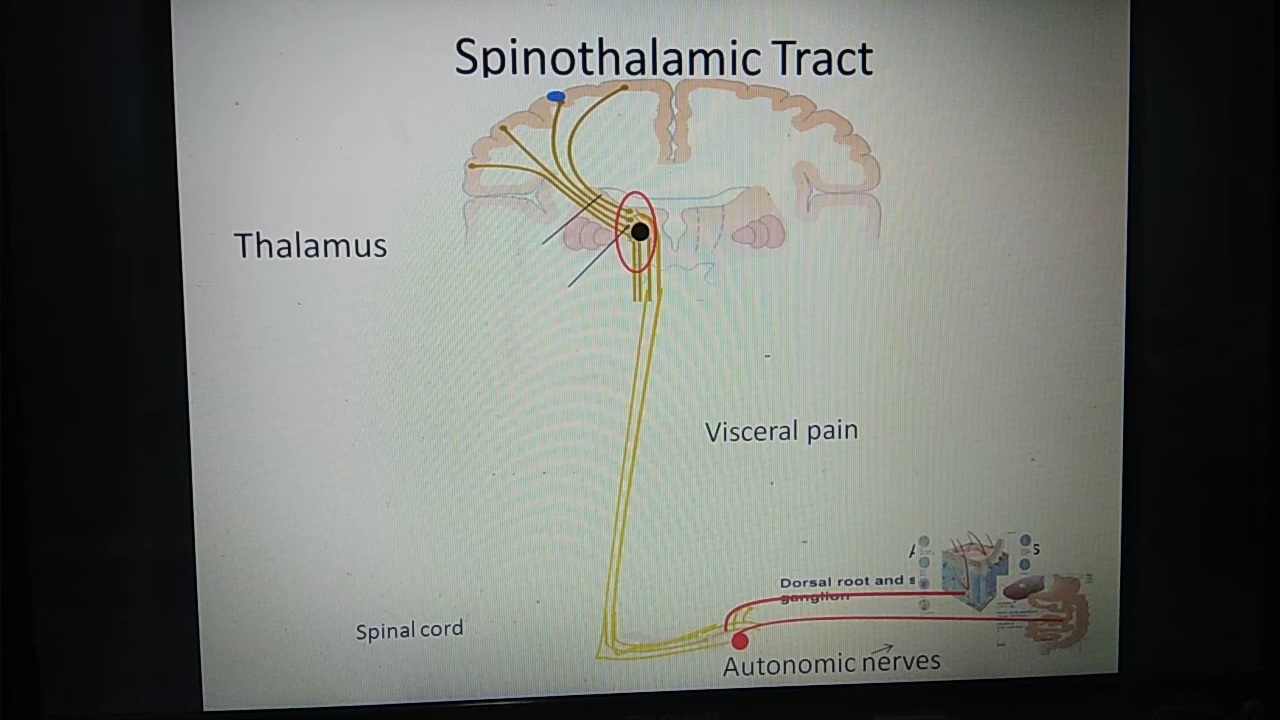 Spinothalamic Tract
Thalamus
Visceral pain
Dorsal root and s
ganglion
Spinal cord
Autonomic nerves